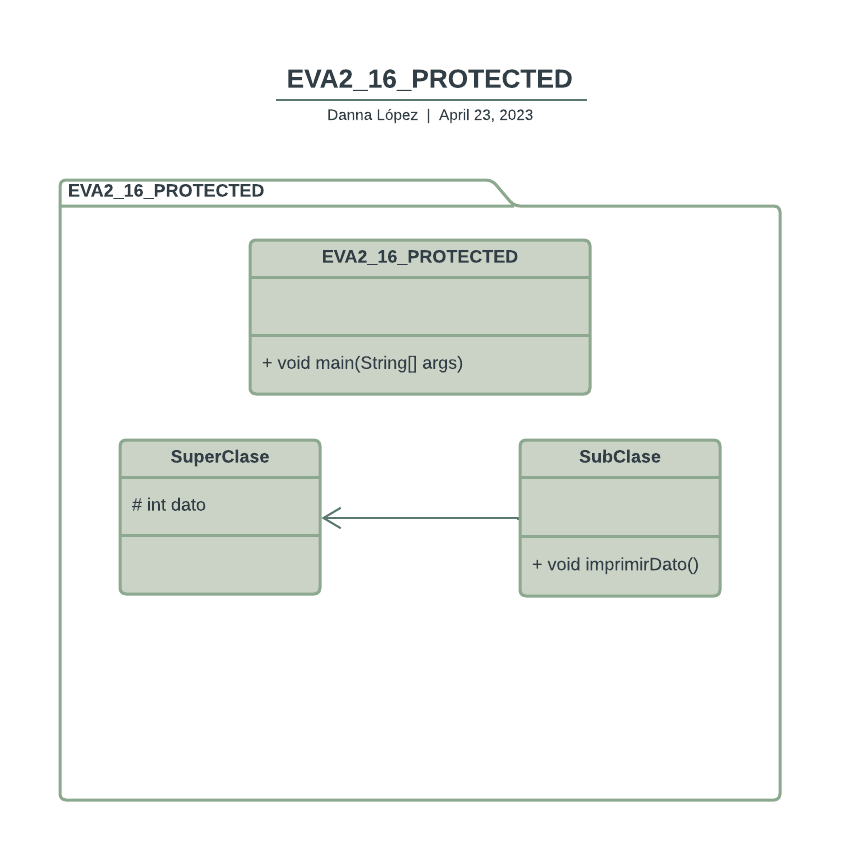 EVA2_16_PROTECTED
Danna López | April 23, 2023
EVA2_16_PROTECTED
EVA2_16_PROTECTED
+ void main(String[] args)
SuperClase
# int dato
SubClase
+ void imprimirDato()